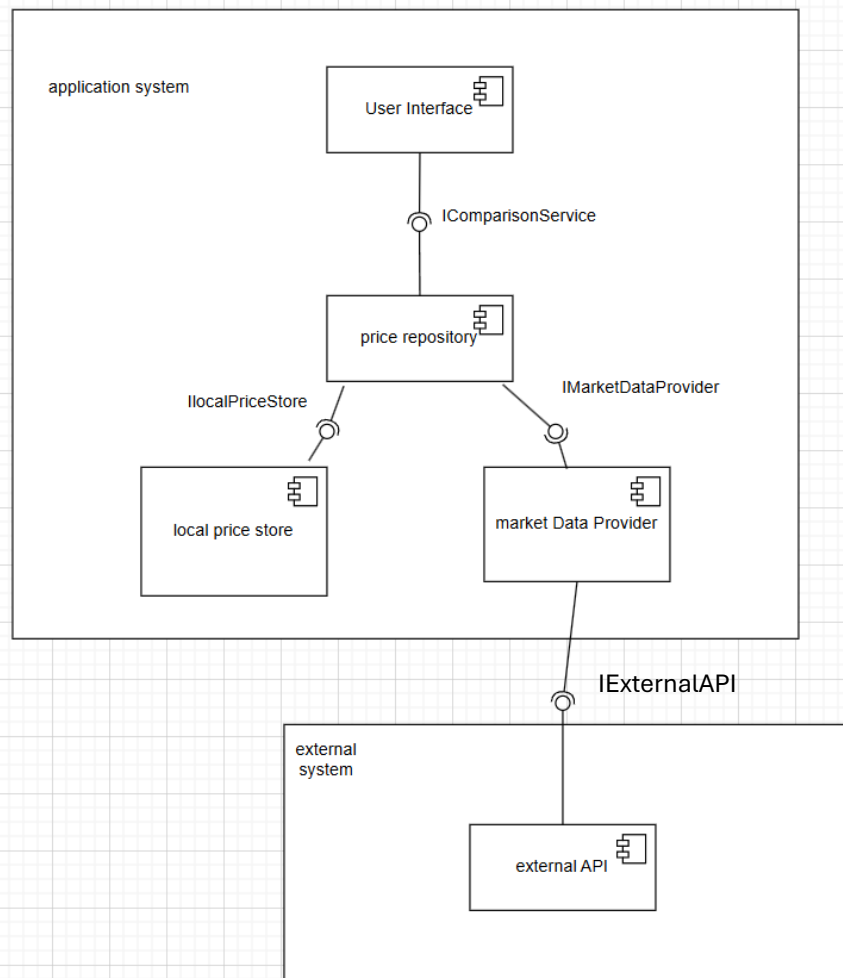 application system
User Interface
IComparisonService
price repository
IlocalPriceStore
IMarketDataProvider
local price store
market Data Provider
IExternalAPI
external
system
external API